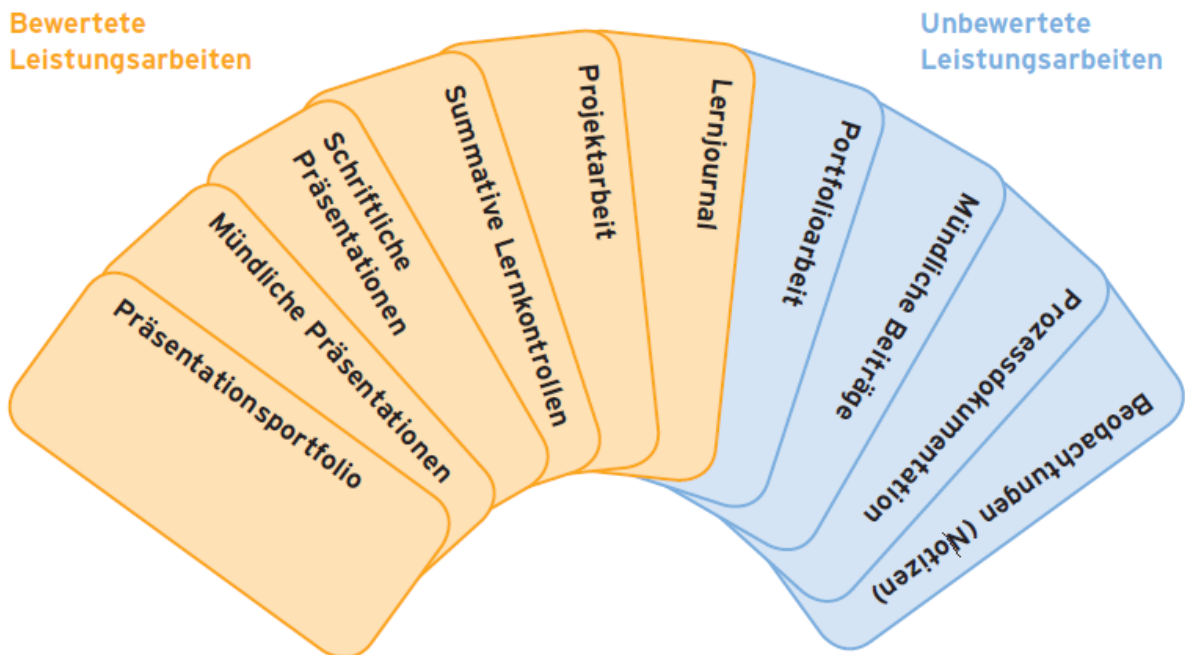 Bewertete
Leistungsarbeiten
Unbewertete
Leistungsarbeiten
Präsentationsportfolio
Mündliche Präsentationen
Schriftliche
Präsentationen
Summative Lernkontrollen
Projektarbeit
Lernjournal
Portfolioarbeit
Mündliche Beiträge
Prozessdokumentation
Beobachtungen (Notizen)